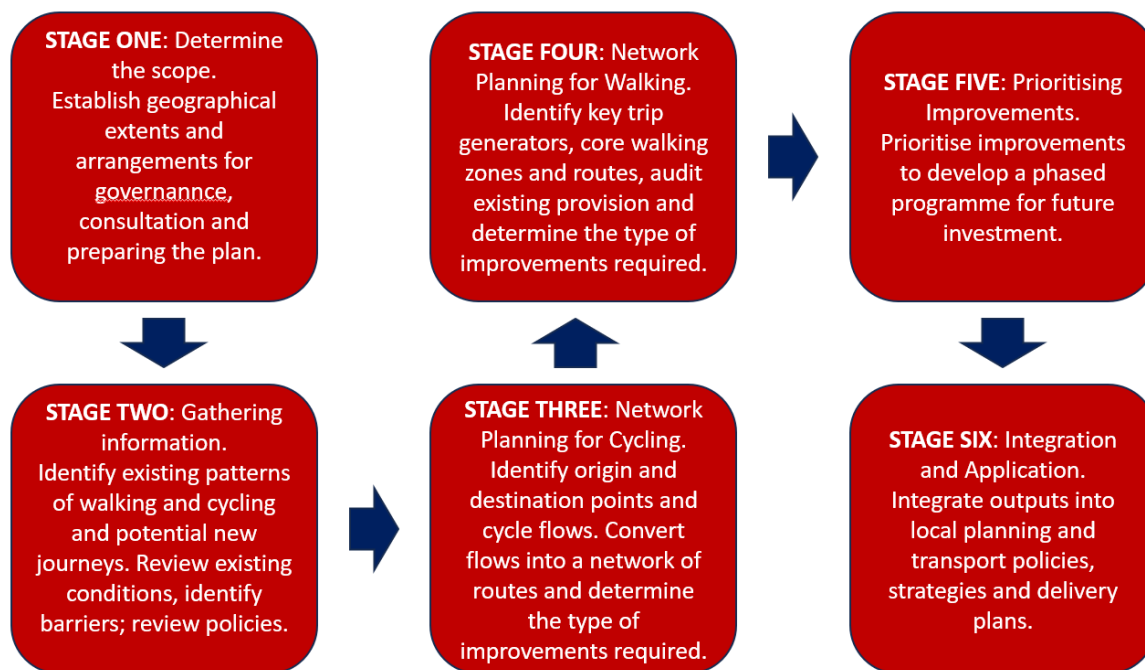 STAGE ONE: Determine
the scope.
Establish geographical
extents and
arrangements for
governannce,
consultation and
preparing the plan.
STAGE TWO: Gathering
information.
Identify existing patterns
of walking and cycling
and potential new
journeys. Review existing
conditions, identify
barriers; review policies.
STAGE THREE: Network
Planning for Cycling.
Identify origin and
destination points and
cycle flows. Convert
flows into a network of
routes and determine
the type of
improvements required.
STAGE FOUR: Network
Planning for Walking.
Identify key trip
generators, core walking
zones and routes, audit
existing provision and
determine the type of
improvements required.
STAGE FIVE: Prioritising
Improvements.
Prioritise improvements
to develop a phased
programme for future
investment.
STAGE SIX: Integration
and Application.
Integrate outputs into
local planning and
transport policies,
strategies and delivery
plans.